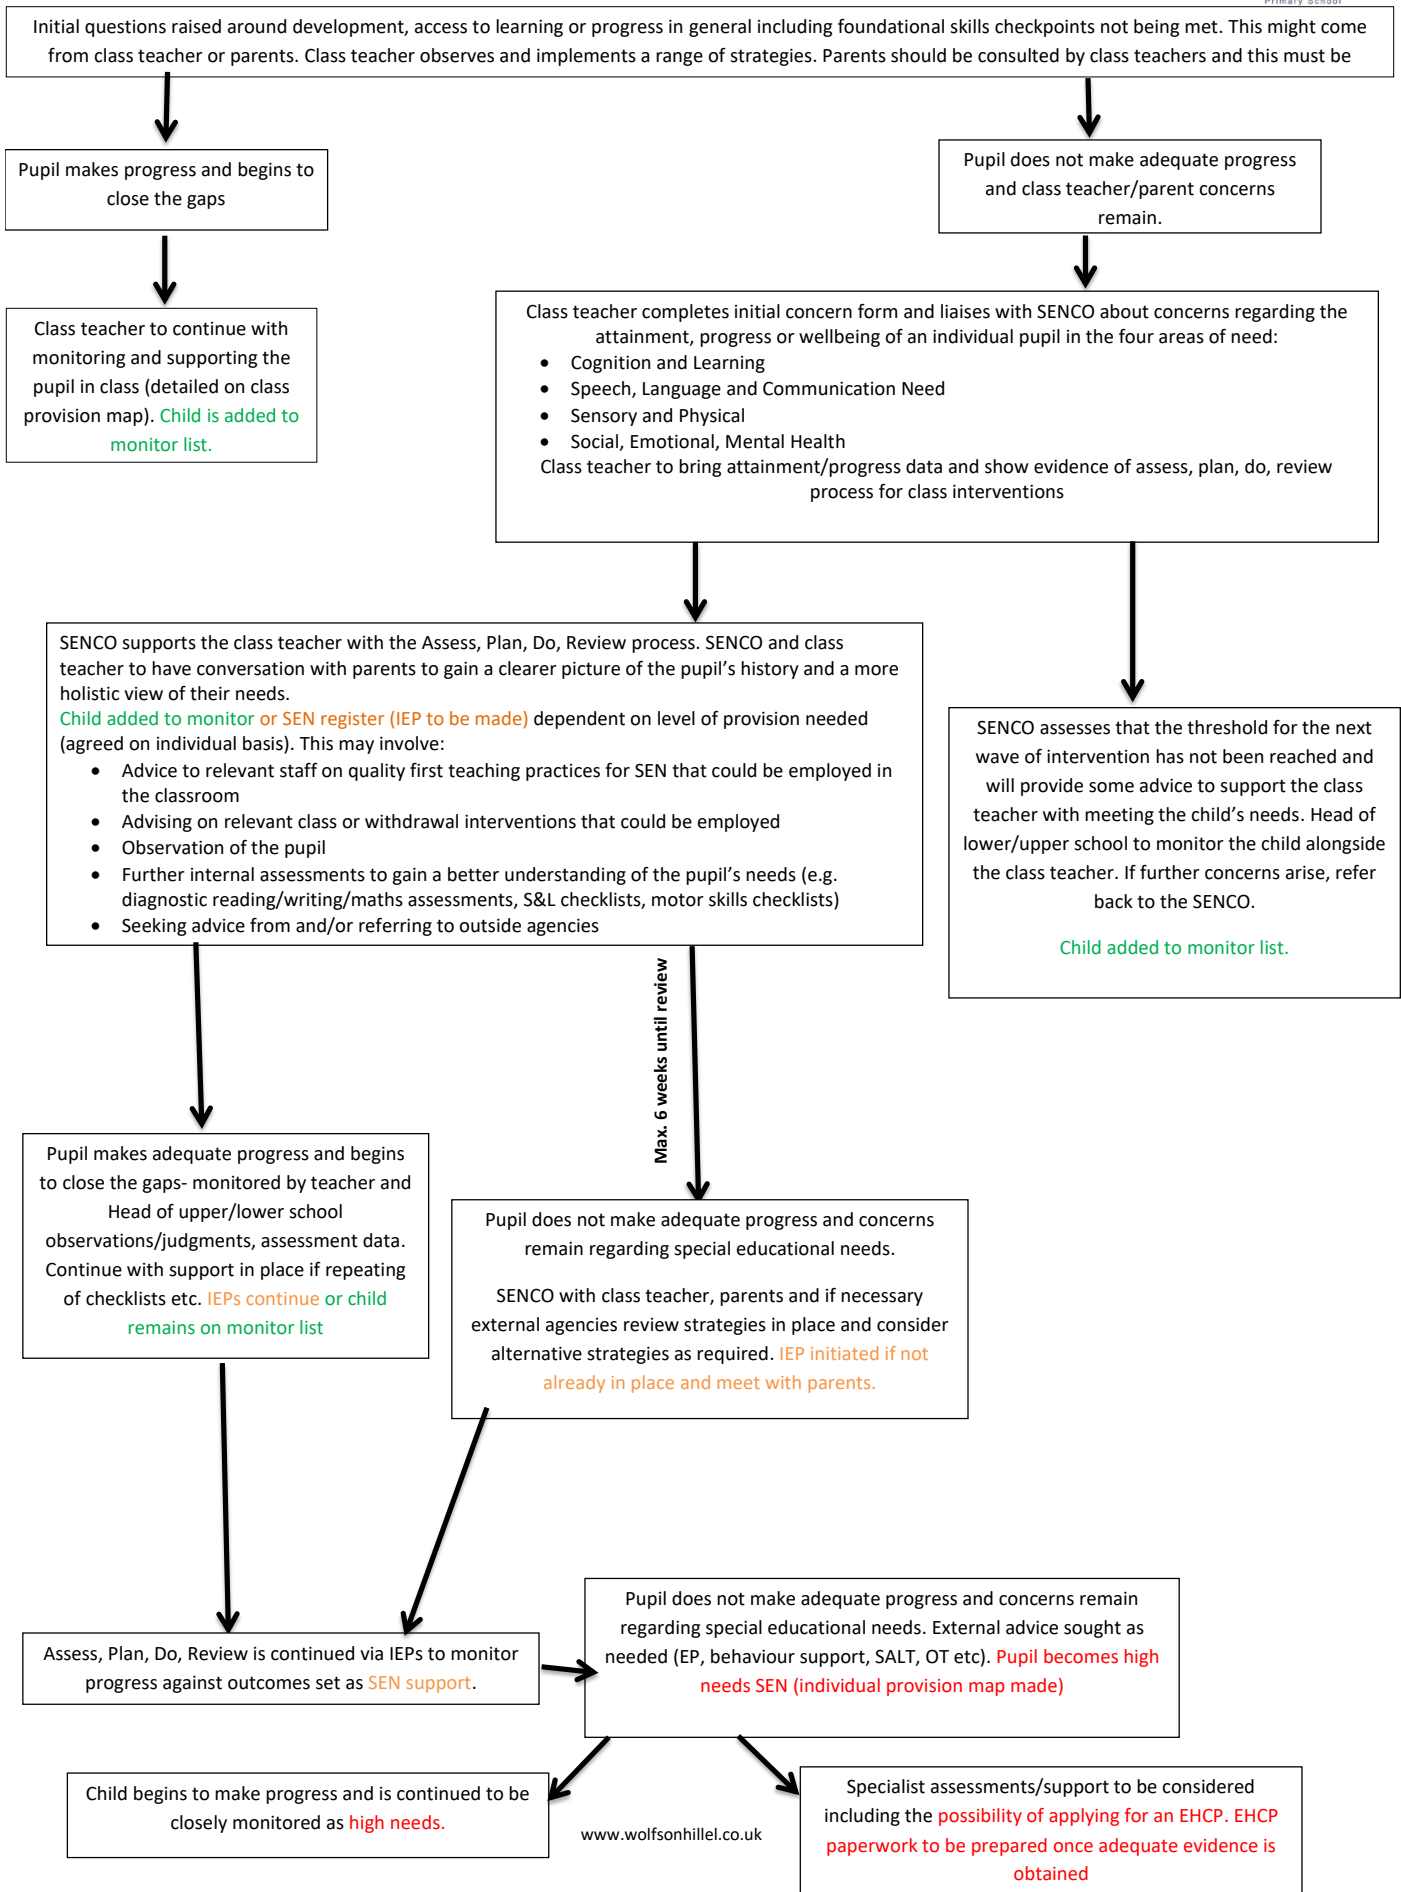 Primary School
Initial questions raised around development, access to learning or progress in general including foundational skills checkpoints not being met. This might come
from class teacher or parents. Class teacher observes and implements a range of strategies. Parents should be consulted by class teachers and this must be
Pupil makes progress and begins to
close the gaps
Pupil does not make adequate progress
and class teacher/parent concerns
remain.
Class teacher to continue with
monitoring and supporting the
pupil in class (detailed on class
provision map). Child is added to
monitor list.
Class teacher completes initial concern form and liaises with SENCO about concerns regarding the
attainment, progress or wellbeing of an individual pupil in the four areas of need:
• Cognition and Learning
• Speech, Language and Communication Need
• Sensory and Physical
• Social, Emotional, Mental Health
Class teacher to bring attainment/progress data and show evidence of assess, plan, do, review
process for class interventions
SENCO supports the class teacher with the Assess, Plan, Do, Review process. SENCO and class
teacher to have conversation with parents to gain a clearer picture of the pupil's history and a more
holistic view of their needs.
Child added to monitor or SEN register (IEP to be made) dependent on level of provision needed
(agreed on individual basis). This may involve:
• Advice to relevant staff on quality first teaching practices for SEN that could be employed in
the classroom
• Advising on relevant class or withdrawal interventions that could be employed
• Observation of the pupil
• Further internal assessments to gain a better understanding of the pupil's needs (e.g.
diagnostic reading/writing/maths assessments, S&L checklists, motor skills checklists)
• Seeking advice from and/or referring to outside agencies
SENCO assesses that the threshold for the next
wave of intervention has not been reached and
will provide some advice to support the class
teacher with meeting the child's needs. Head of
lower/upper school to monitor the child alongside
the class teacher. If further concerns arise, refer
back to the SENCO.
Child added to monitor list.
Max. 6 weeks until review
Pupil makes adequate progress and begins
to close the gaps- monitored by teacher and
Head of upper/lower school
observations/judgments, assessment data.
Continue with support in place if repeating
of checklists etc. IEPs continue or child
remains on monitor list
Pupil does not make adequate progress and concerns
remain regarding special educational needs.
SENCO with class teacher, parents and if necessary
external agencies review strategies in place and consider
alternative strategies as required. IEP initiated if not
already in place and meet with parents.
Assess, Plan, Do, Review is continued via IEPs to monitor
progress against outcomes set as SEN support.
Pupil does not make adequate progress and concerns remain
regarding special educational needs. External advice sought as
needed (EP, behaviour support, SALT, OT etc). Pupil becomes high
needs SEN (individual provision map made)
Child begins to make progress and is continued to be
closely monitored as high needs.
Specialist assessments/support to be considered
including the possibility of applying for an EHCP. EHCP
paperwork to be prepared once adequate evidence is
obtained
www.wolfsonhillel.co.uk